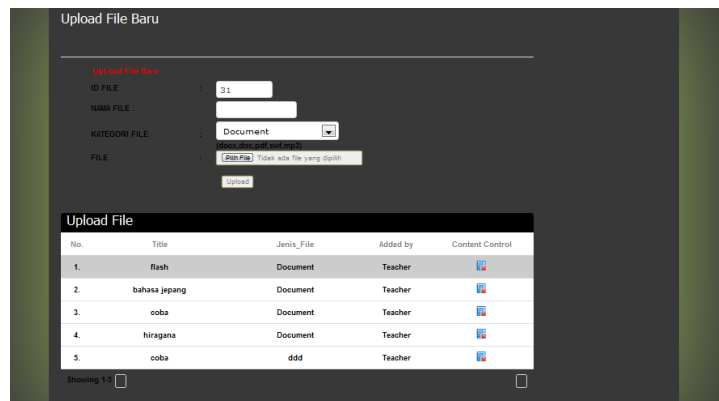 Upload File Baru
UpLoad File Baru
ID FILE : 31
NAMA FILE :
KATEGORI FILE : Document
(docx,doc,pdf,swf,mp3)
FILE : Pilih File Tidak ada file yang dipilih
Upload
Upload File
No. Title Jenis_File Added by Content Control
1. flash Document Teacher
2. bahasa jepang Document Teacher
3. coba Document Teacher
4. hiragana Document Teacher
5. coba ddd Teacher
Showing 1-5